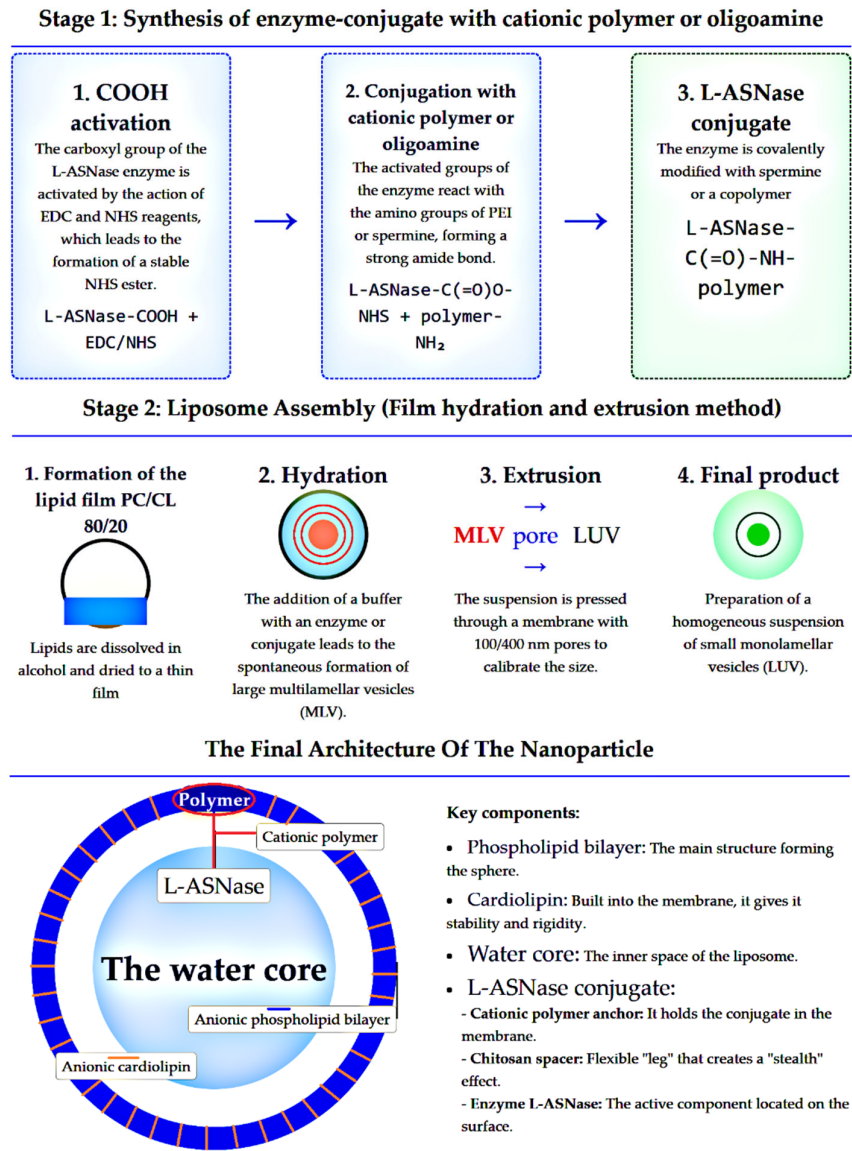 Stage 1: Synthesis of enzyme-conjugate with cationic polymer or oligoamine
1. COOH
activation
The carboxyl group of the
L-ASNase enzyme is
activated by the action of
EDC and NHS reagents,
which leads to the
formation of a stable
NHS ester.
L-ASNase-COOH +
EDC/NHS
→
2. Conjugation with
cationic polymer or
oligoamine
The activated groups of
the enzyme react with
the amino groups of PEI
or spermine, forming a
strong amide bond.
L-ASNase-C(=O)O-
NHS + polymer-
NH₂
→
3. L-ASNase
conjugate
The enzyme is covalently
modified with spermine
or a copolymer
L-ASNase-
C(=O)-NH-
polymer
Stage 2: Liposome Assembly (Film hydration and extrusion method)
1. Formation of the
lipid film PC/CL
80/20
Lipids are dissolved in
alcohol and dried to a thin
film
2. Hydration
The addition of a buffer
with an enzyme or
conjugate leads to the
spontaneous formation of
large multilamellar vesicles
(MLV).
3. Extrusion
→
MLV pore LUV
→
The suspension is pressed
through a membrane with
100/400 nm pores to
calibrate the size.
4. Final product
Preparation of a
homogeneous suspension
of small monolamellar
vesicles (LUV).
The Final Architecture Of The Nanoparticle
Polymer
Cationic polymer
L-ASNase
The water core
Anionic phospholipid bilayer
Anionic cardiolipin
Key components:
• Phospholipid bilayer: The main structure forming
the sphere.
• Cardiolipin: Built into the membrane, it gives it
stability and rigidity.
• Water core: The inner space of the liposome.
• L-ASNase conjugate:
- Cationic polymer anchor: It holds the conjugate in the
membrane.
- Chitosan spacer: Flexible "leg" that creates a "stealth"
effect.
- Enzyme L-ASNase: The active component located on the
surface.